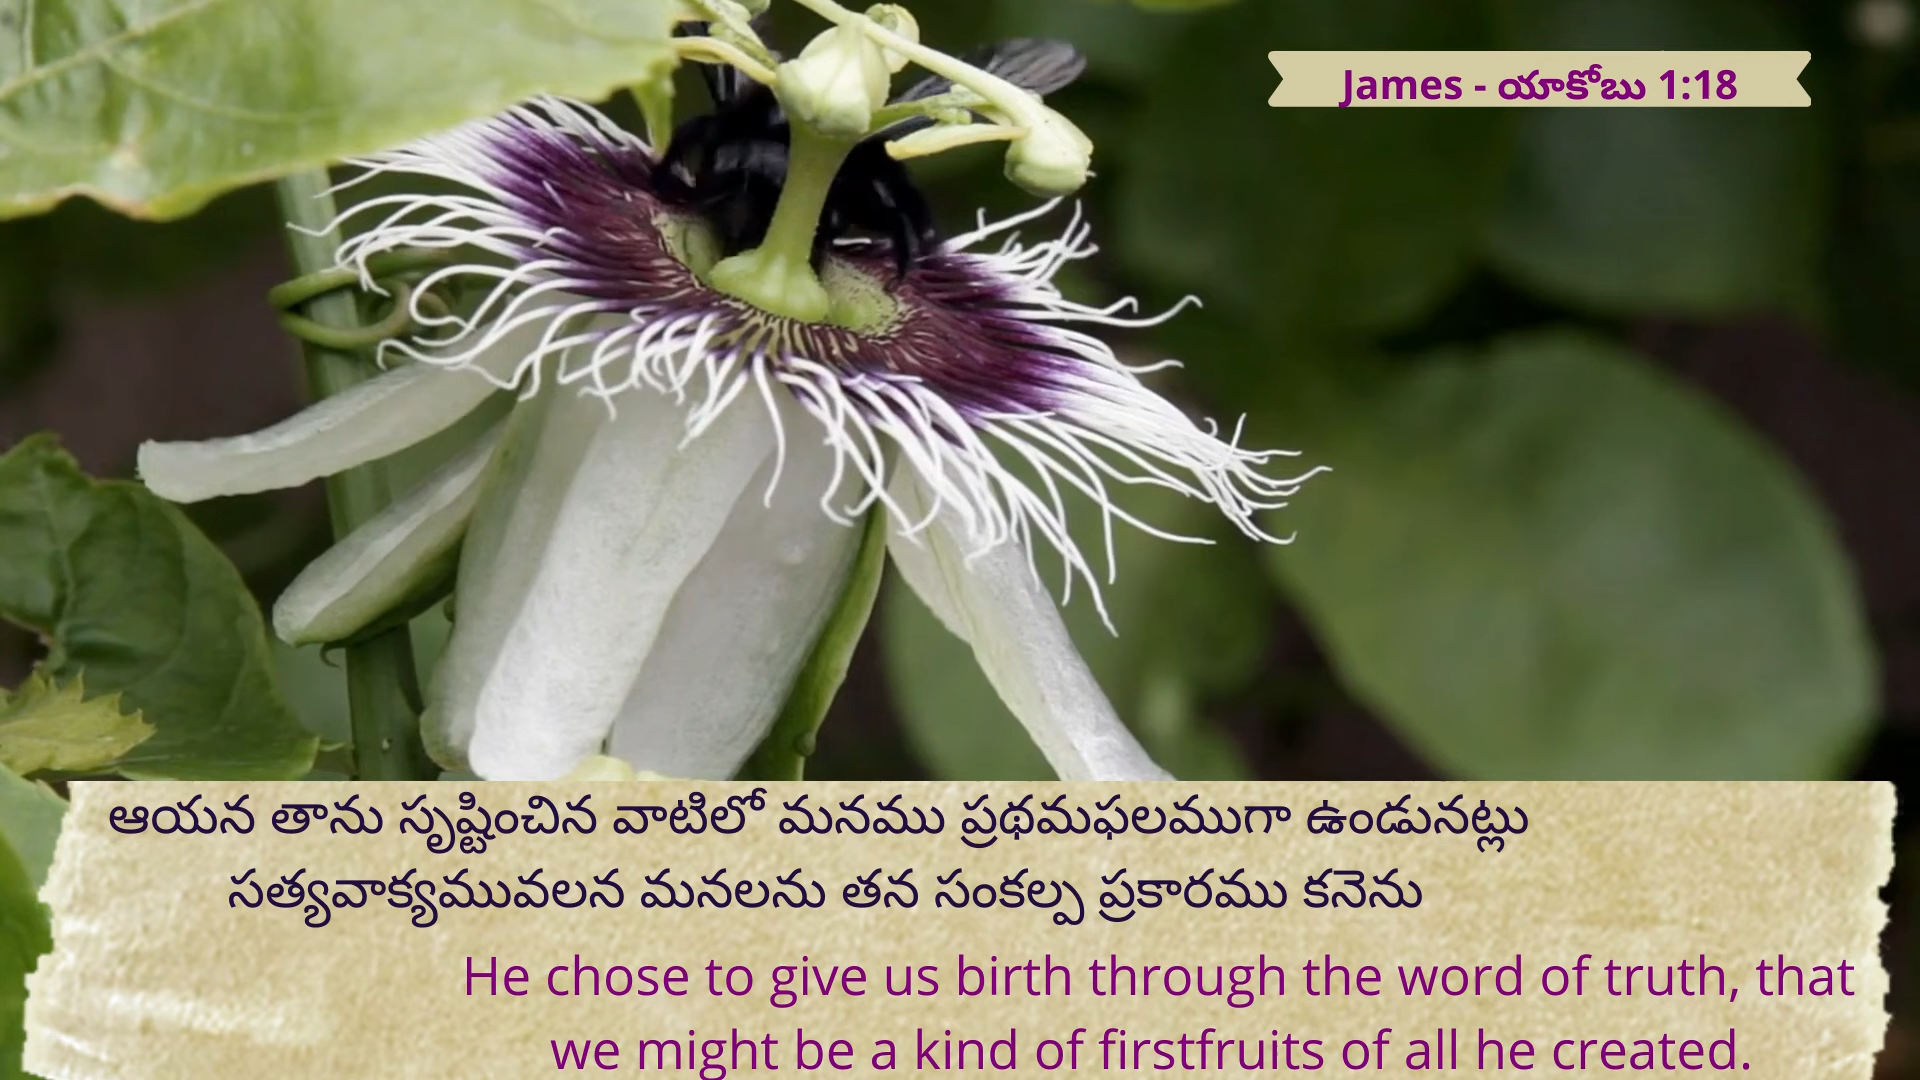 James - యాకోబు 1:18
ఆయన తాను సృష్టించిన వాటిలో మనము ప్రథమఫలముగా ఉండునట్లు
సత్యవాక్యమువలన మనలను తన సంకల్ప ప్రకారము కనెను
He chose to give us birth through the word of truth, that
we might be a kind of firstfruits of all he created.